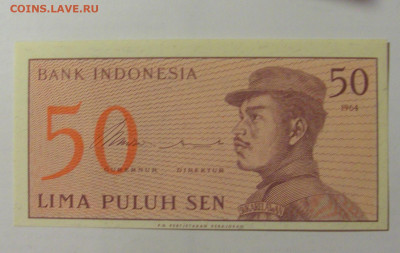 COINS.LAVE.RU
BANK INDONESIA
50
1964
50
GUBERNUR DIREKTUR
LIMA PULUH SEN